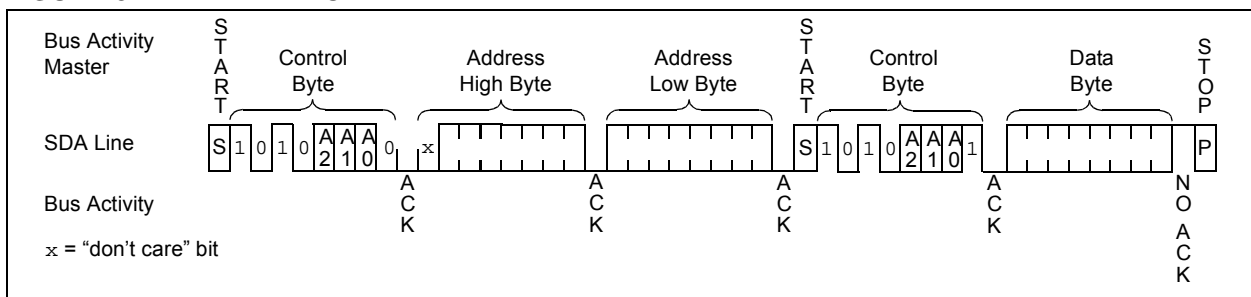 Bus Activity
Master
START
Control
Byte
Address
High Byte
Address
Low Byte
START
Control
Byte
Data
Byte
STOP
SDA Line
S 1 0 1 0 A2 A1 A0 0
x
S 1 0 1 0 A2 A1 A0 1
P
Bus Activity
ACK
ACK
ACK
ACK
NO ACK
x = “don’t care” bit